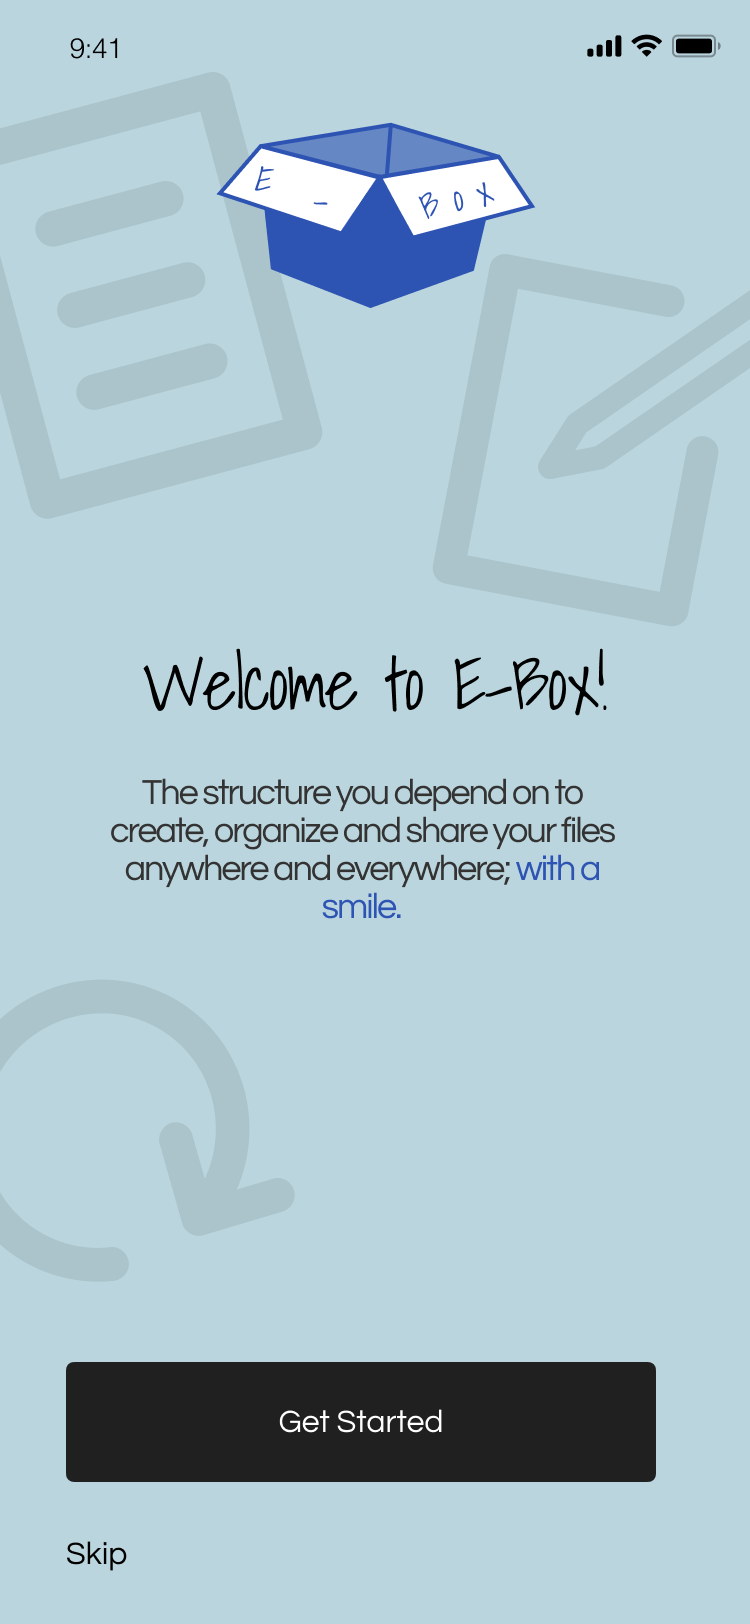 9:41
E - BOX
Welcome to E-Box!
The structure you depend on to
create, organize and share your files
anywhere and everywhere; with a
smile.
Get Started
Skip